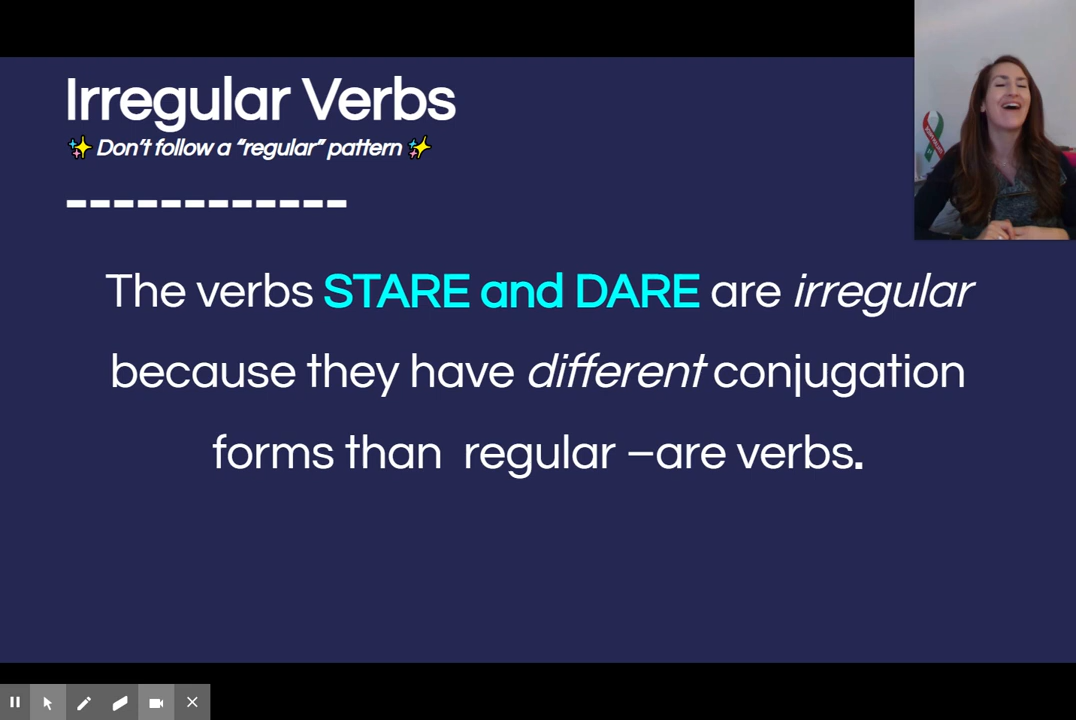 Irregular Verbs
✨ Don't follow a "regular" pattern ✨
------------
The verbs STARE and DARE are irregular
because they have different conjugation
forms than regular –are verbs.